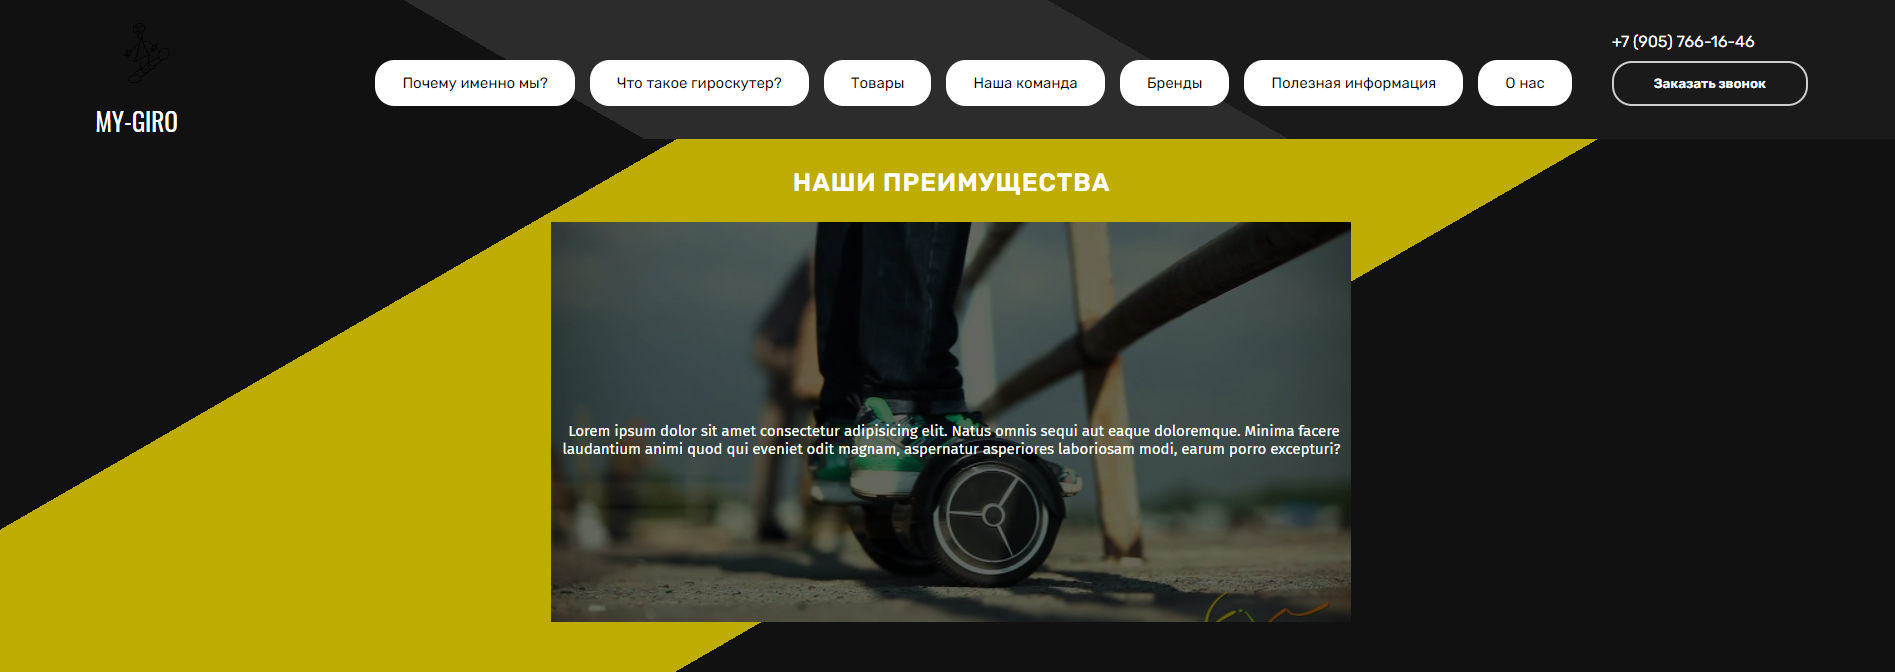 +7 (905) 766-16-46
Почему именно мы?
Что такое гироскутер?
Товары
Наша команда
Бренды
Полезная информация
О нас
Заказать звонок
MY-GIRO
НАШИ ПРЕИМУЩЕСТВА
Lorem ipsum dolor sit amet consectetur adipisicing elit. Natus omnis sequi aut eaque doloremque. Minima facere
laudantium animi quod qui eveniet odit magnam, aspernatur asperiores laboriosam modi, earum porro excepturi?